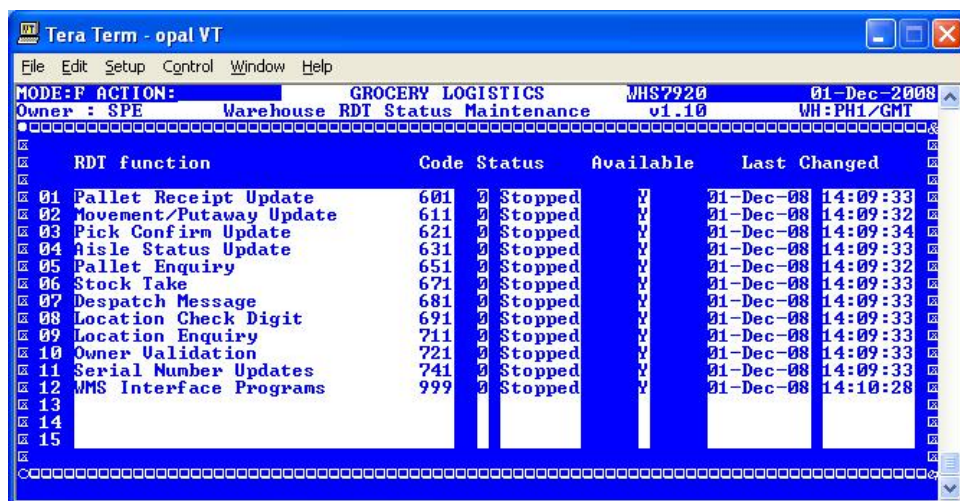 Tera Term - opal VT
File Edit Setup Control Window Help
MODE:F ACTION: GROCERY LOGISTICS WHS7920 01-Dec-2008
Owner : SPE Warehouse RDT Status Maintenance v1.10 WH:PH1/GMT
RDT function Code Status Available Last Changed
01 Pallet Receipt Update 601 0 Stopped Y 01-Dec-08 14:09:33
02 Movement/Putaway Update 611 0 Stopped Y 01-Dec-08 14:09:32
03 Pick Confirm Update 621 0 Stopped Y 01-Dec-08 14:09:34
04 Aisle Status Update 631 0 Stopped Y 01-Dec-08 14:09:33
05 Pallet Enquiry 651 0 Stopped Y 01-Dec-08 14:09:32
06 Stock Take 671 0 Stopped Y 01-Dec-08 14:09:33
07 Despatch Message 681 0 Stopped Y 01-Dec-08 14:09:33
08 Location Check Digit 691 0 Stopped Y 01-Dec-08 14:09:33
09 Location Enquiry 711 0 Stopped Y 01-Dec-08 14:09:33
10 Owner Validation 721 0 Stopped Y 01-Dec-08 14:09:33
11 Serial Number Updates 741 0 Stopped Y 01-Dec-08 14:09:33
12 WMS Interface Programs 999 0 Stopped Y 01-Dec-08 14:10:28
13
14
15